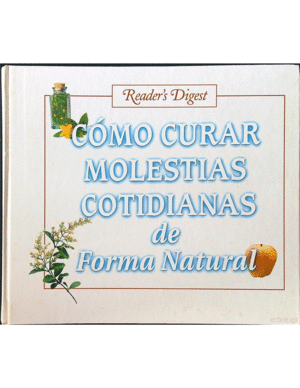 Reader's Digest
CÓMO CURAR
MOLESTIAS
COTIDIANAS
de
Forma Natural